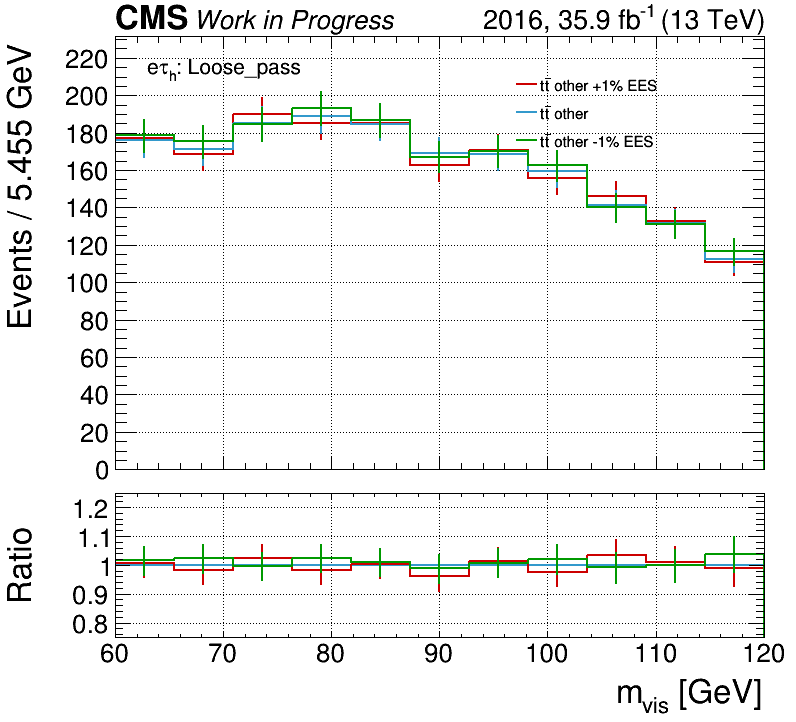 CMS Work in Progress 2016, 35.9 fb⁻¹ (13 TeV)
eτₕ: Loose_pass
tt̄ other +1% EES
tt̄ other
tt̄ other -1% EES
Events / 5.455 GeV
220
200
180
160
140
120
100
80
60
40
20
0
Ratio
1.2
1.1
1
0.9
0.8
60 70 80 90 100 110 120
m_vis [GeV]